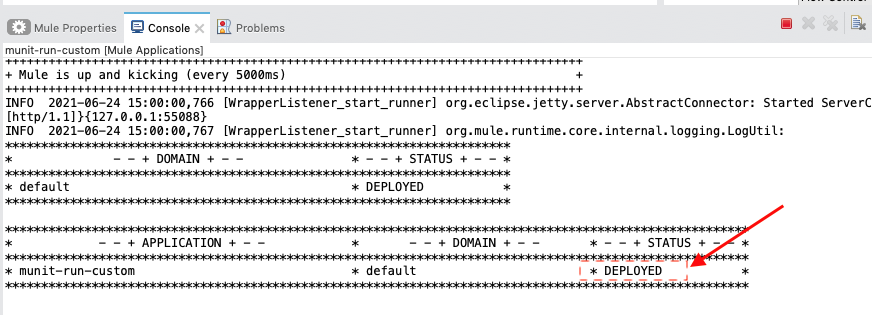 Mule Properties Console Problems
munit-run-custom [Mule Applications]
++++++++++++++++++++++++++++++++++++++++++++++++++++++++++++++++++++++++++++
+ Mule is up and kicking (every 5000ms) +
++++++++++++++++++++++++++++++++++++++++++++++++++++++++++++++++++++++++++++
INFO 2021-06-24 15:00:00,766 [WrapperListener_start_runner] org.eclipse.jetty.server.AbstractConnector: Started ServerC
[http/1.1]}{127.0.0.1:55088}
INFO 2021-06-24 15:00:00,767 [WrapperListener_start_runner] org.mule.runtime.core.internal.logging.LogUtil:
*******************************************************************
* - - + DOMAIN + - - * - - + STATUS + - - *
*******************************************************************
* default * DEPLOYED *
*******************************************************************
*****************************************************************************************************
* - - + APPLICATION + - - * - - + DOMAIN + - - * - - + STATUS + - - *
*****************************************************************************************************
* munit-run-custom * default * DEPLOYED *
*****************************************************************************************************